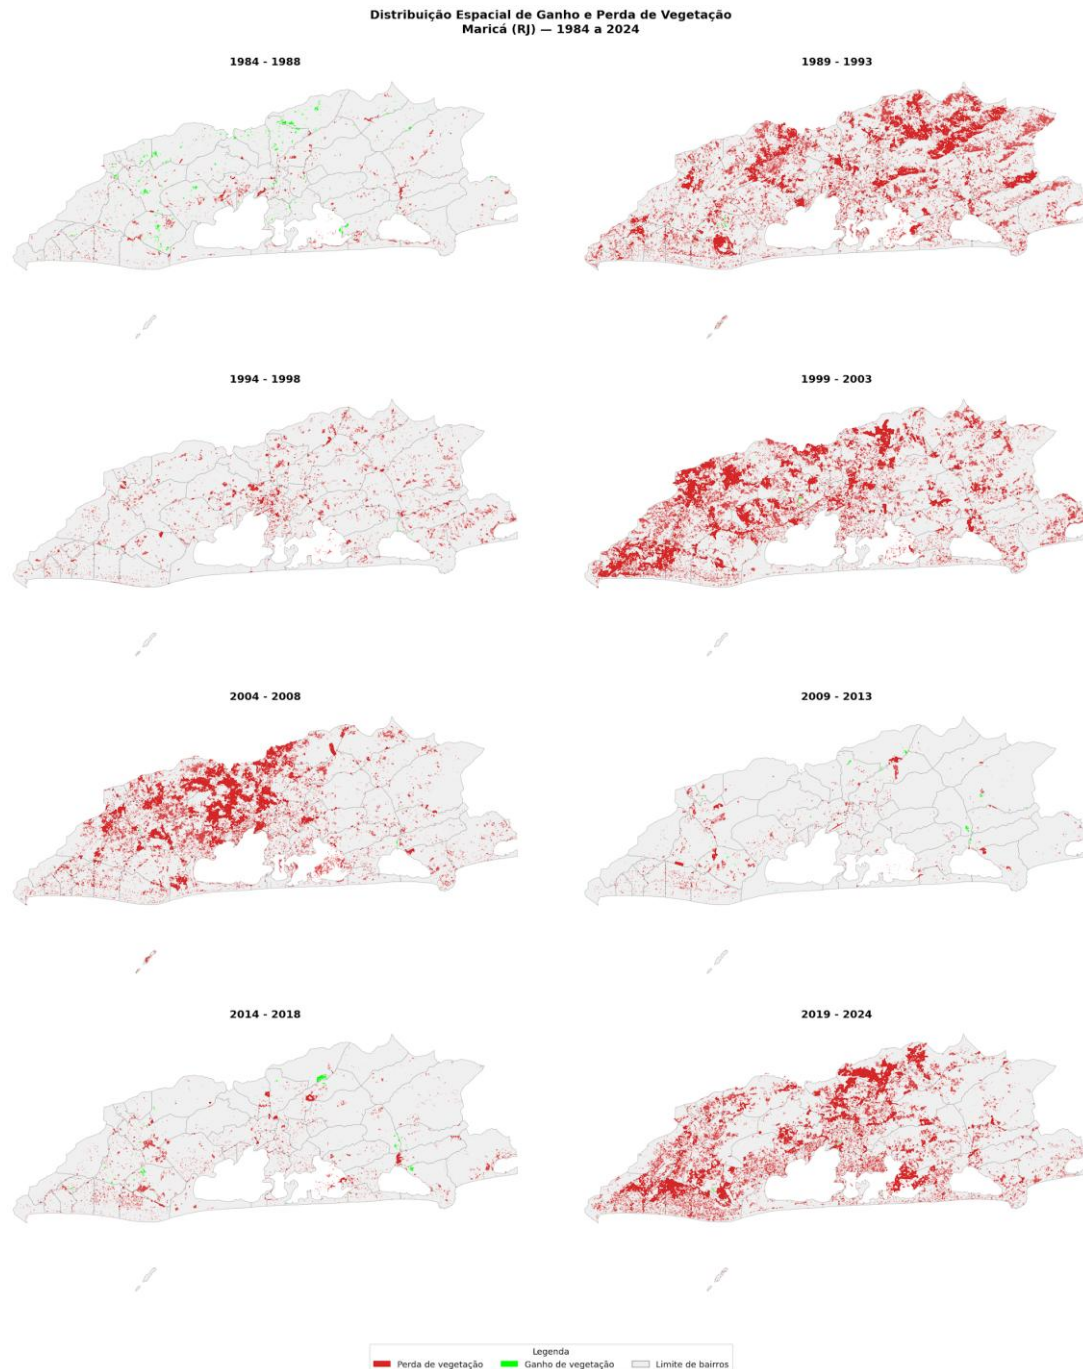 Distribuição Espacial de Ganho e Perda de Vegetação
Maricá (RJ) — 1984 a 2024
1984 - 1988
1989 - 1993
1994 - 1998
1999 - 2003
2004 - 2008
2009 - 2013
2014 - 2018
2019 - 2024
Legenda
Perda de vegetação Ganho de vegetação Limite de bairros